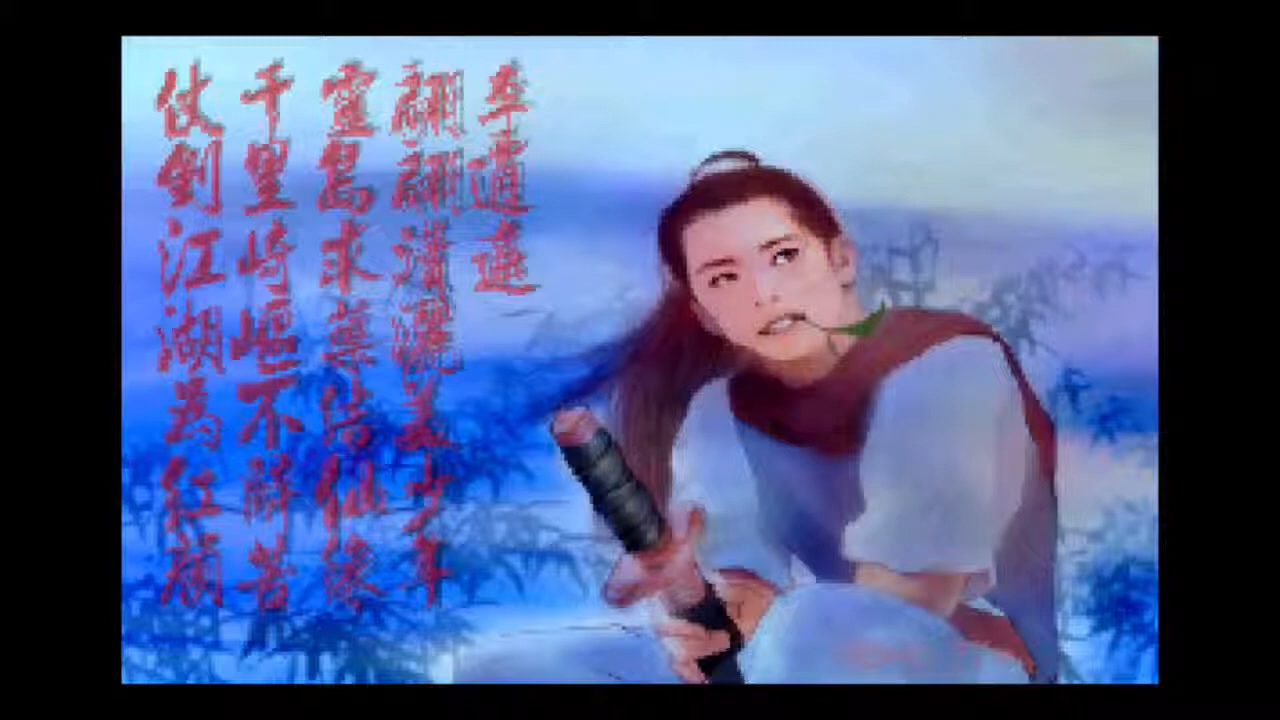 李逍遙
翩翩瀟灑美少年
靈島求藥結仙緣
千里崎嶇不辭苦
仗劍江湖為紅顏